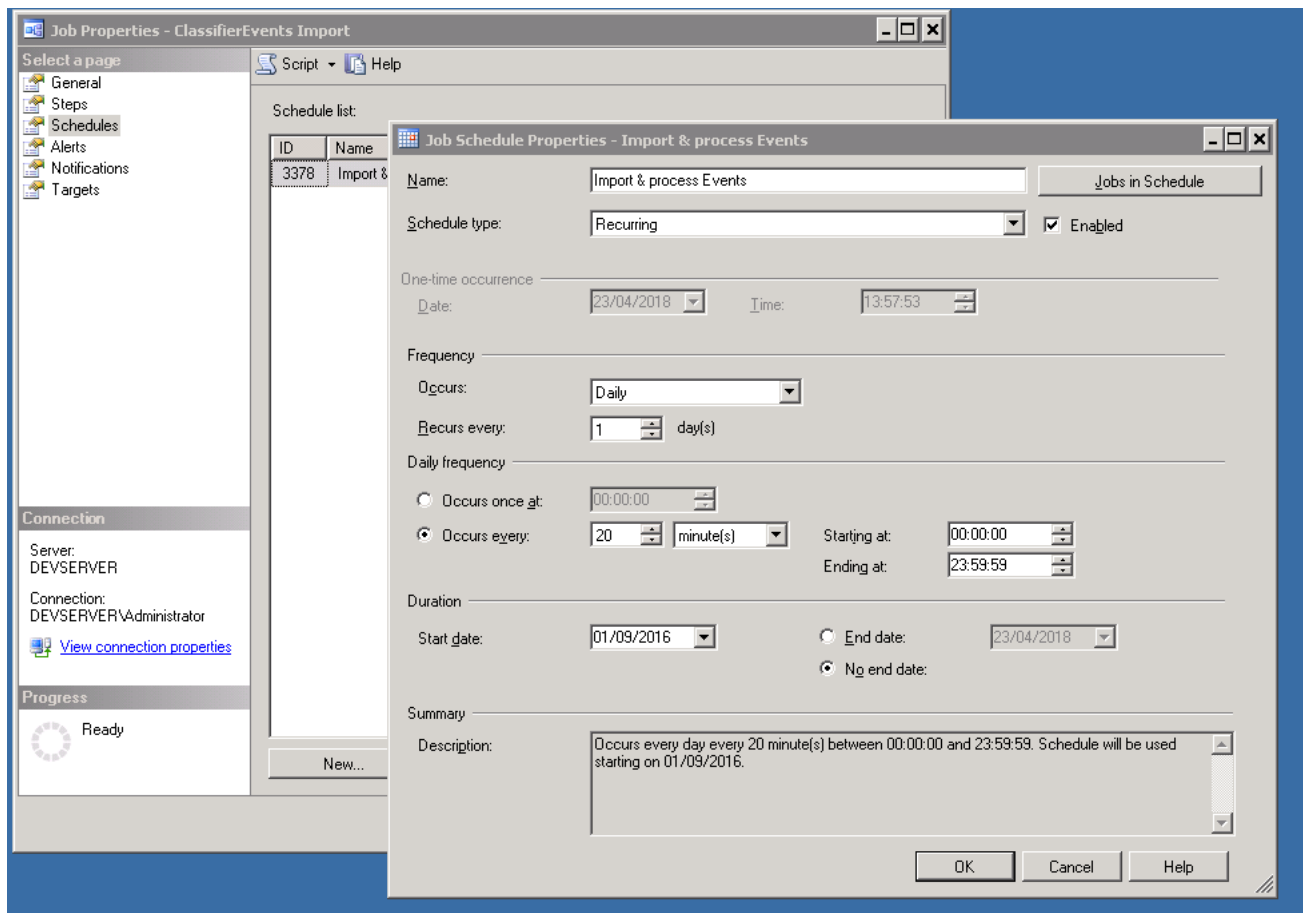 Job Properties - ClassifierEvents Import
Select a page
General
Steps
Schedules
Alerts
Notifications
Targets
Script Help
Schedule list:
ID Name
3378 Import &
New...
Connection
Server:
DEVSERVER
Connection:
DEVSERVER\Administrator
View connection properties
Progress
Ready
Job Schedule Properties - Import & process Events
Name: Import & process Events Jobs in Schedule
Schedule type: Recurring Enabled
One-time occurrence
Date: 23/04/2018 Time: 13:57:53
Frequency
Occurs: Daily
Recurs every: 1 day(s)
Daily frequency
Occurs once at: 00:00:00
Occurs every: 20 minute(s) Starting at: 00:00:00
Ending at: 23:59:59
Duration
Start date: 01/09/2016 End date: 23/04/2018
No end date:
Summary
Description: Occurs every day every 20 minute(s) between 00:00:00 and 23:59:59. Schedule will be used
starting on 01/09/2016.
OK Cancel Help